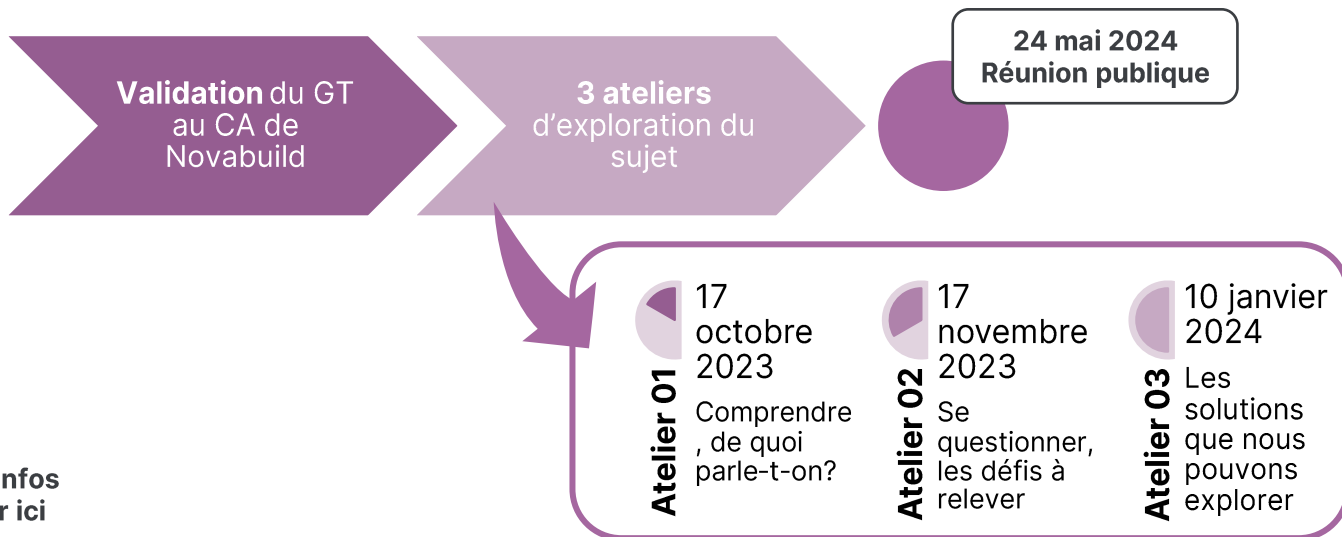 Validation du GT
au CA de
Novabuild
3 ateliers
d’exploration du
sujet
24 mai 2024
Réunion publique
Atelier 01
17
octobre
2023
Comprendre
, de quoi
parle-t-on?
Atelier 02
17
novembre
2023
Se
questionner,
les défis à
relever
Atelier 03
10 janvier
2024
Les
solutions
que nous
pouvons
explorer
nfos
r ici